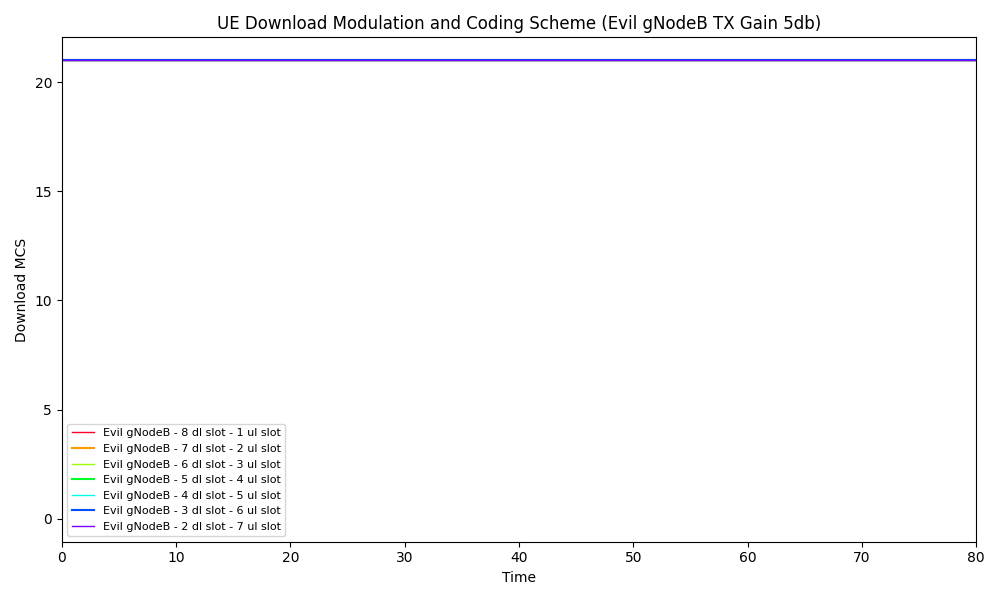 UE Download Modulation and Coding Scheme (Evil gNodeB TX Gain 5db)
Download MCS
20
15
10
5
0
Evil gNodeB - 8 dl slot - 1 ul slot
Evil gNodeB - 7 dl slot - 2 ul slot
Evil gNodeB - 6 dl slot - 3 ul slot
Evil gNodeB - 5 dl slot - 4 ul slot
Evil gNodeB - 4 dl slot - 5 ul slot
Evil gNodeB - 3 dl slot - 6 ul slot
Evil gNodeB - 2 dl slot - 7 ul slot
0 10 20 30 40 50 60 70 80
Time